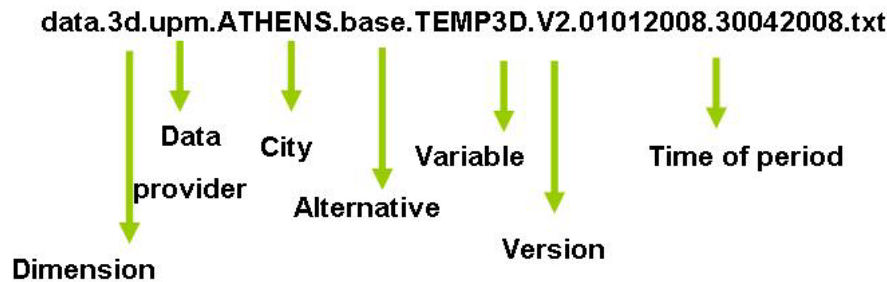 data.3d.upm.ATHENS.base.TEMP3D.V2.01012008.30042008.txt
Data
provider
City
Alternative
Variable
Time of period
Version
Dimension